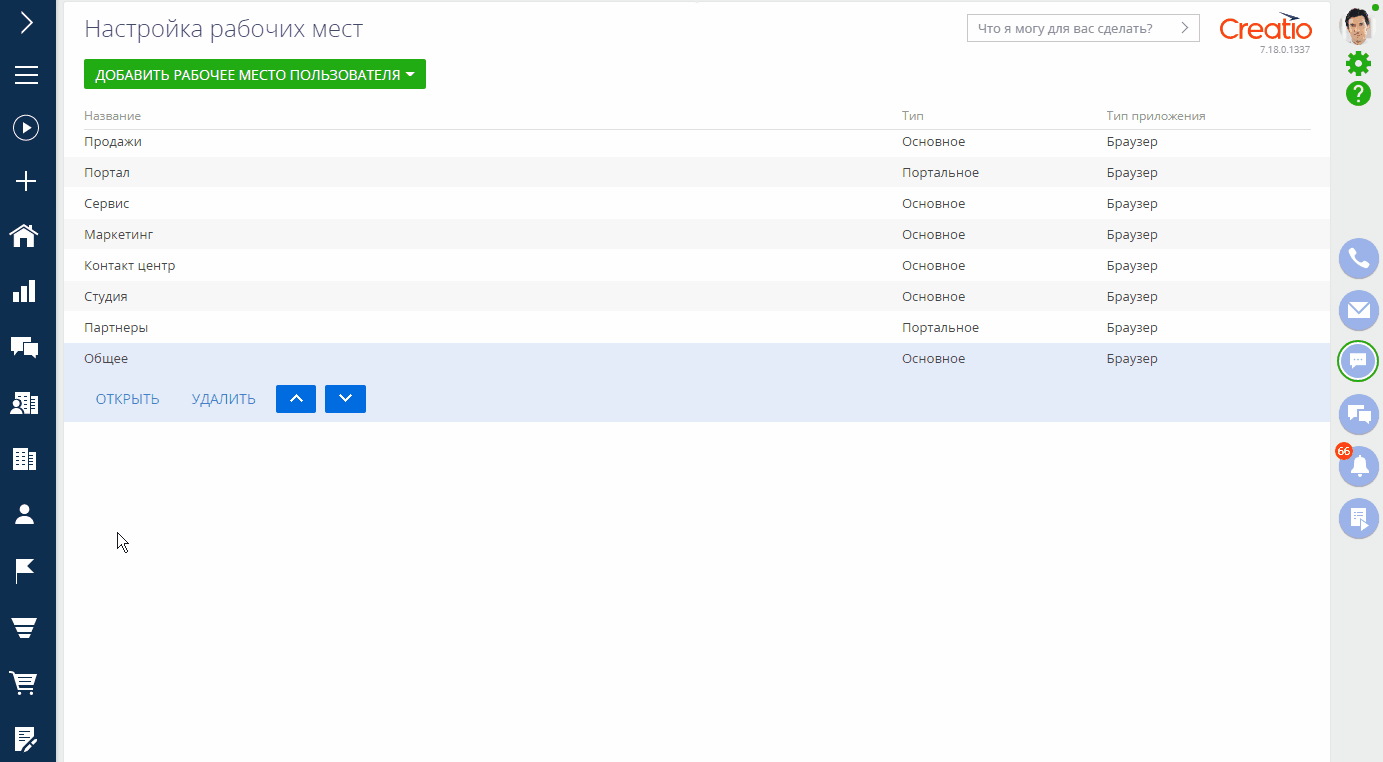 Настройка рабочих мест
Что я могу для вас сделать?
Creatio
7.18.0.1337
ДОБАВИТЬ РАБОЧЕЕ МЕСТО ПОЛЬЗОВАТЕЛЯ
Название Тип Тип приложения
Продажи Основное Браузер
Портал Портальное Браузер
Сервис Основное Браузер
Маркетинг Основное Браузер
Контакт центр Основное Браузер
Студия Основное Браузер
Партнеры Портальное Браузер
Общее Основное Браузер
ОТКРЫТЬ УДАЛИТЬ
66